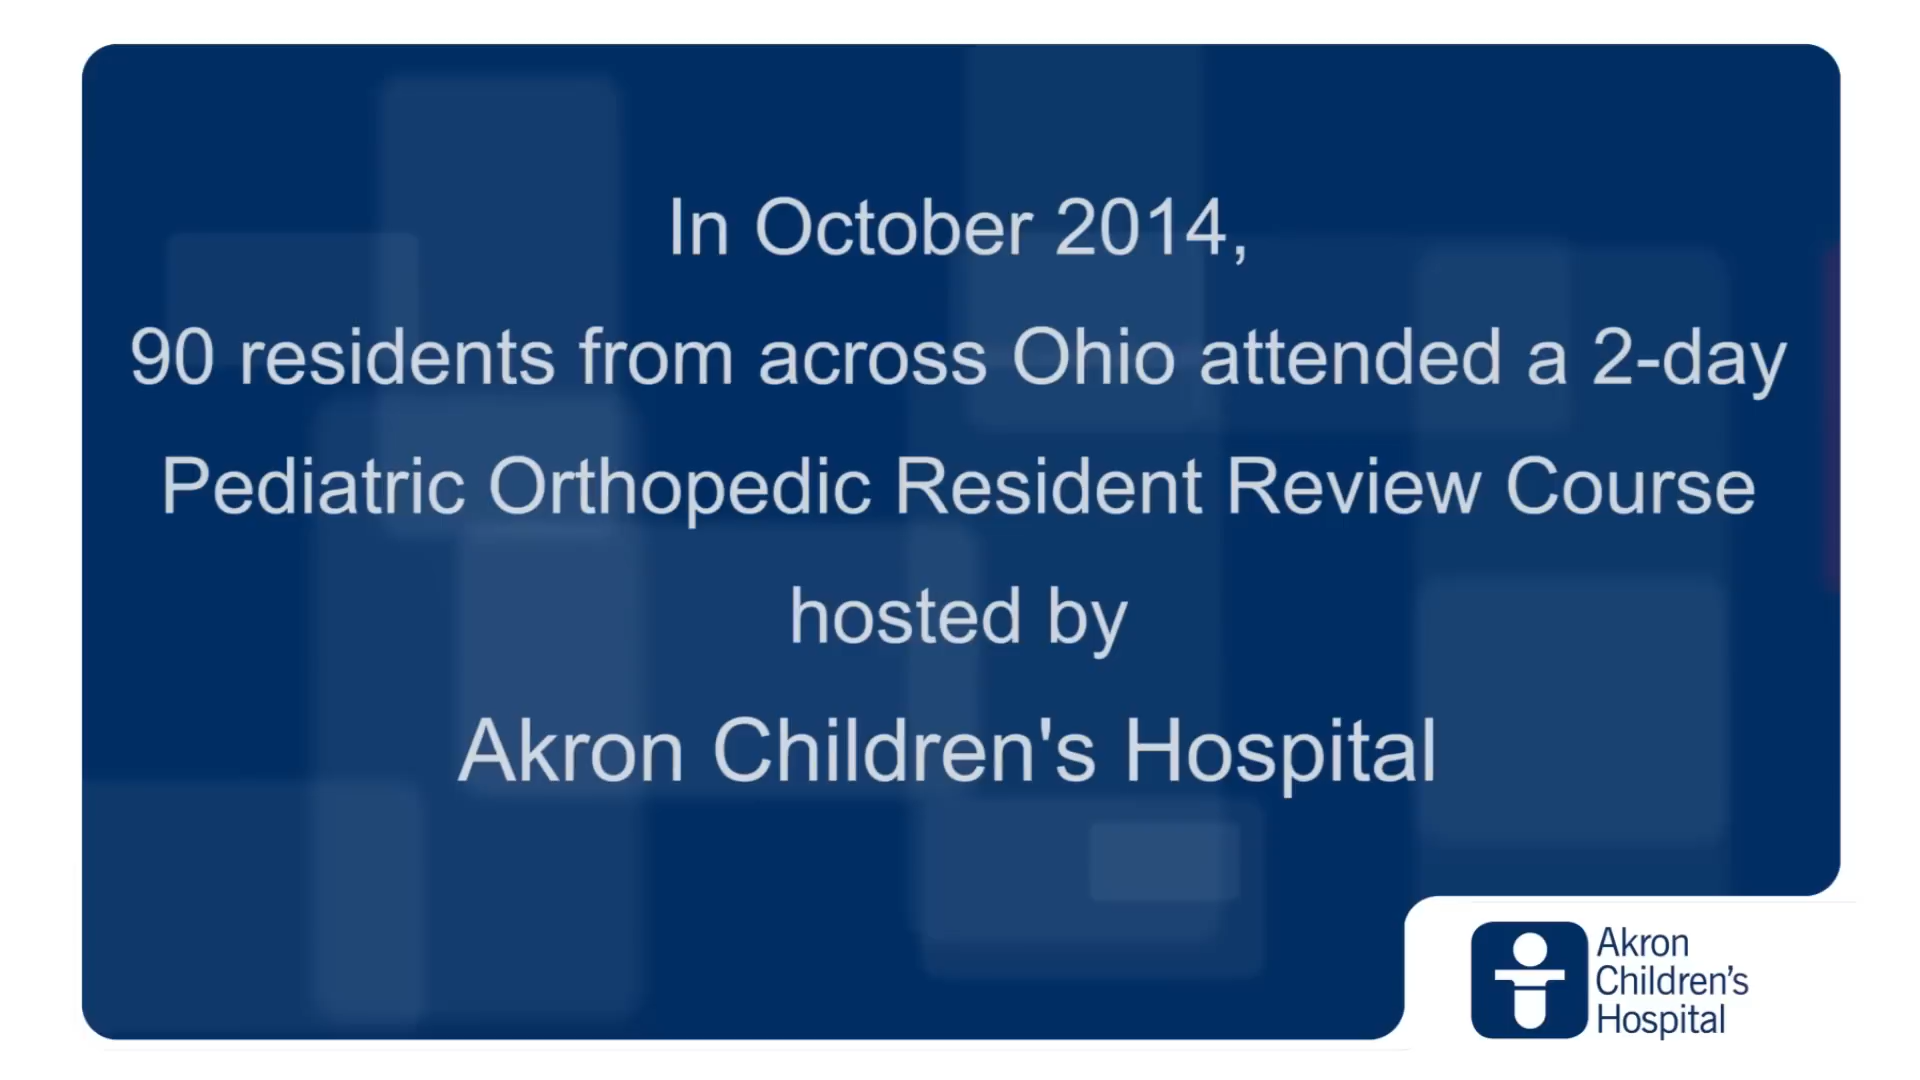 In October 2014,
90 residents from across Ohio attended a 2-day
Pediatric Orthopedic Resident Review Course
hosted by
Akron Children's Hospital
Akron
Children's
Hospital